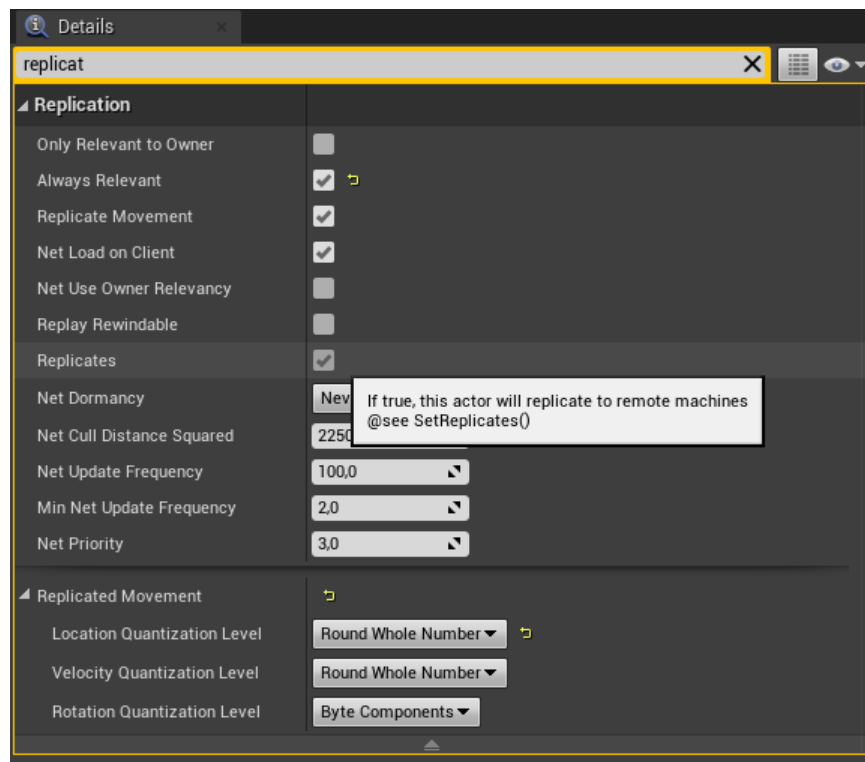 Details
replicat
Replication
Only Relevant to Owner
Always Relevant
Replicate Movement
Net Load on Client
Net Use Owner Relevancy
Replay Rewindable
Replicates
If true, this actor will replicate to remote machines
@see SetReplicates()
Net Dormancy
Net Cull Distance Squared
Net Update Frequency 100,0
Min Net Update Frequency 2,0
Net Priority 3,0
Replicated Movement
Location Quantization Level Round Whole Number
Velocity Quantization Level Round Whole Number
Rotation Quantization Level Byte Components